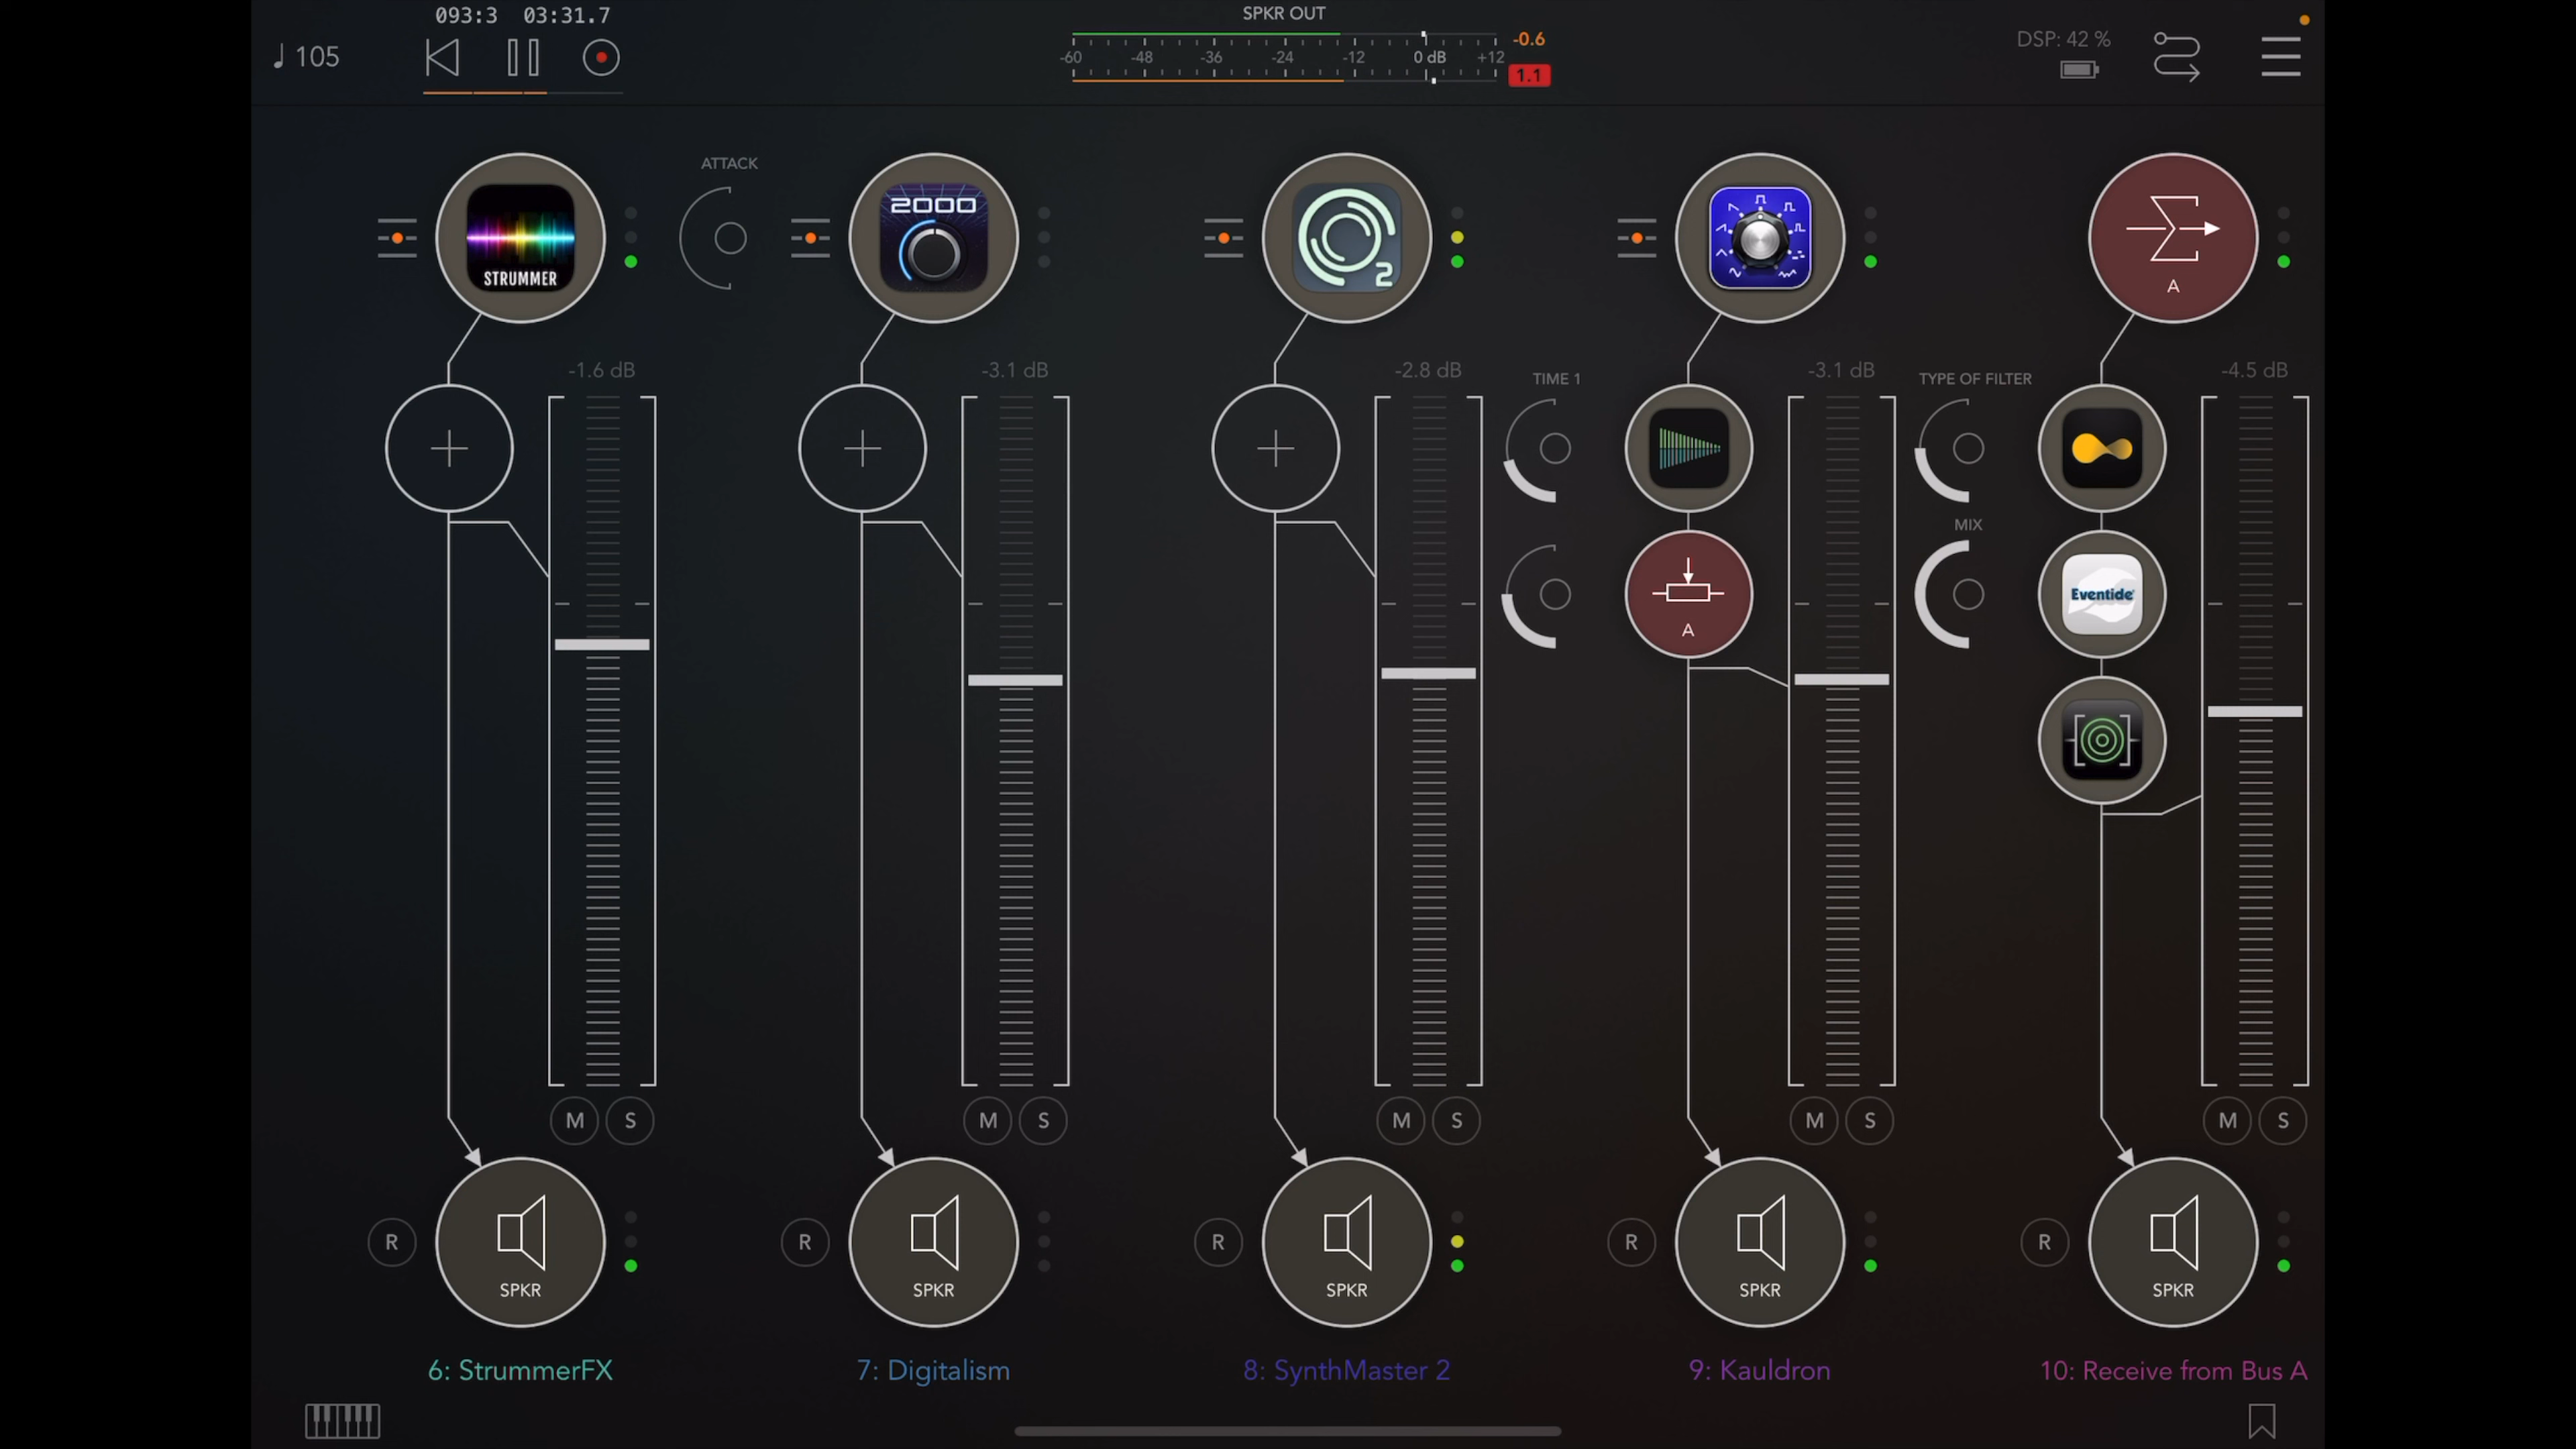 093:3 03:31.7
105
SPKR OUT
-0.6
-60 -48 -36 -24 -12 0 dB +12
1.1
DSP: 42 %
ATTACK
STRUMMER
2000
2
A
-1.6 dB
-3.1 dB
-2.8 dB
-3.1 dB
-4.5 dB
TIME 1
TYPE OF FILTER
MIX
A
Eventide
M S
M S
M S
M S
M S
R
SPKR
R
SPKR
R
SPKR
R
SPKR
R
SPKR
6: StrummerFX
7: Digitalism
8: SynthMaster 2
9: Kauldron
10: Receive from Bus A